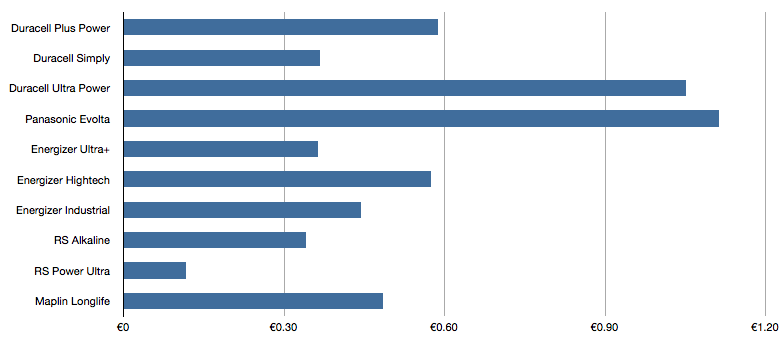 Duracell Plus Power
Duracell Simply
Duracell Ultra Power
Panasonic Evolta
Energizer Ultra+
Energizer Hightech
Energizer Industrial
RS Alkaline
RS Power Ultra
Maplin Longlife
€0 €0.30 €0.60 €0.90 €1.20